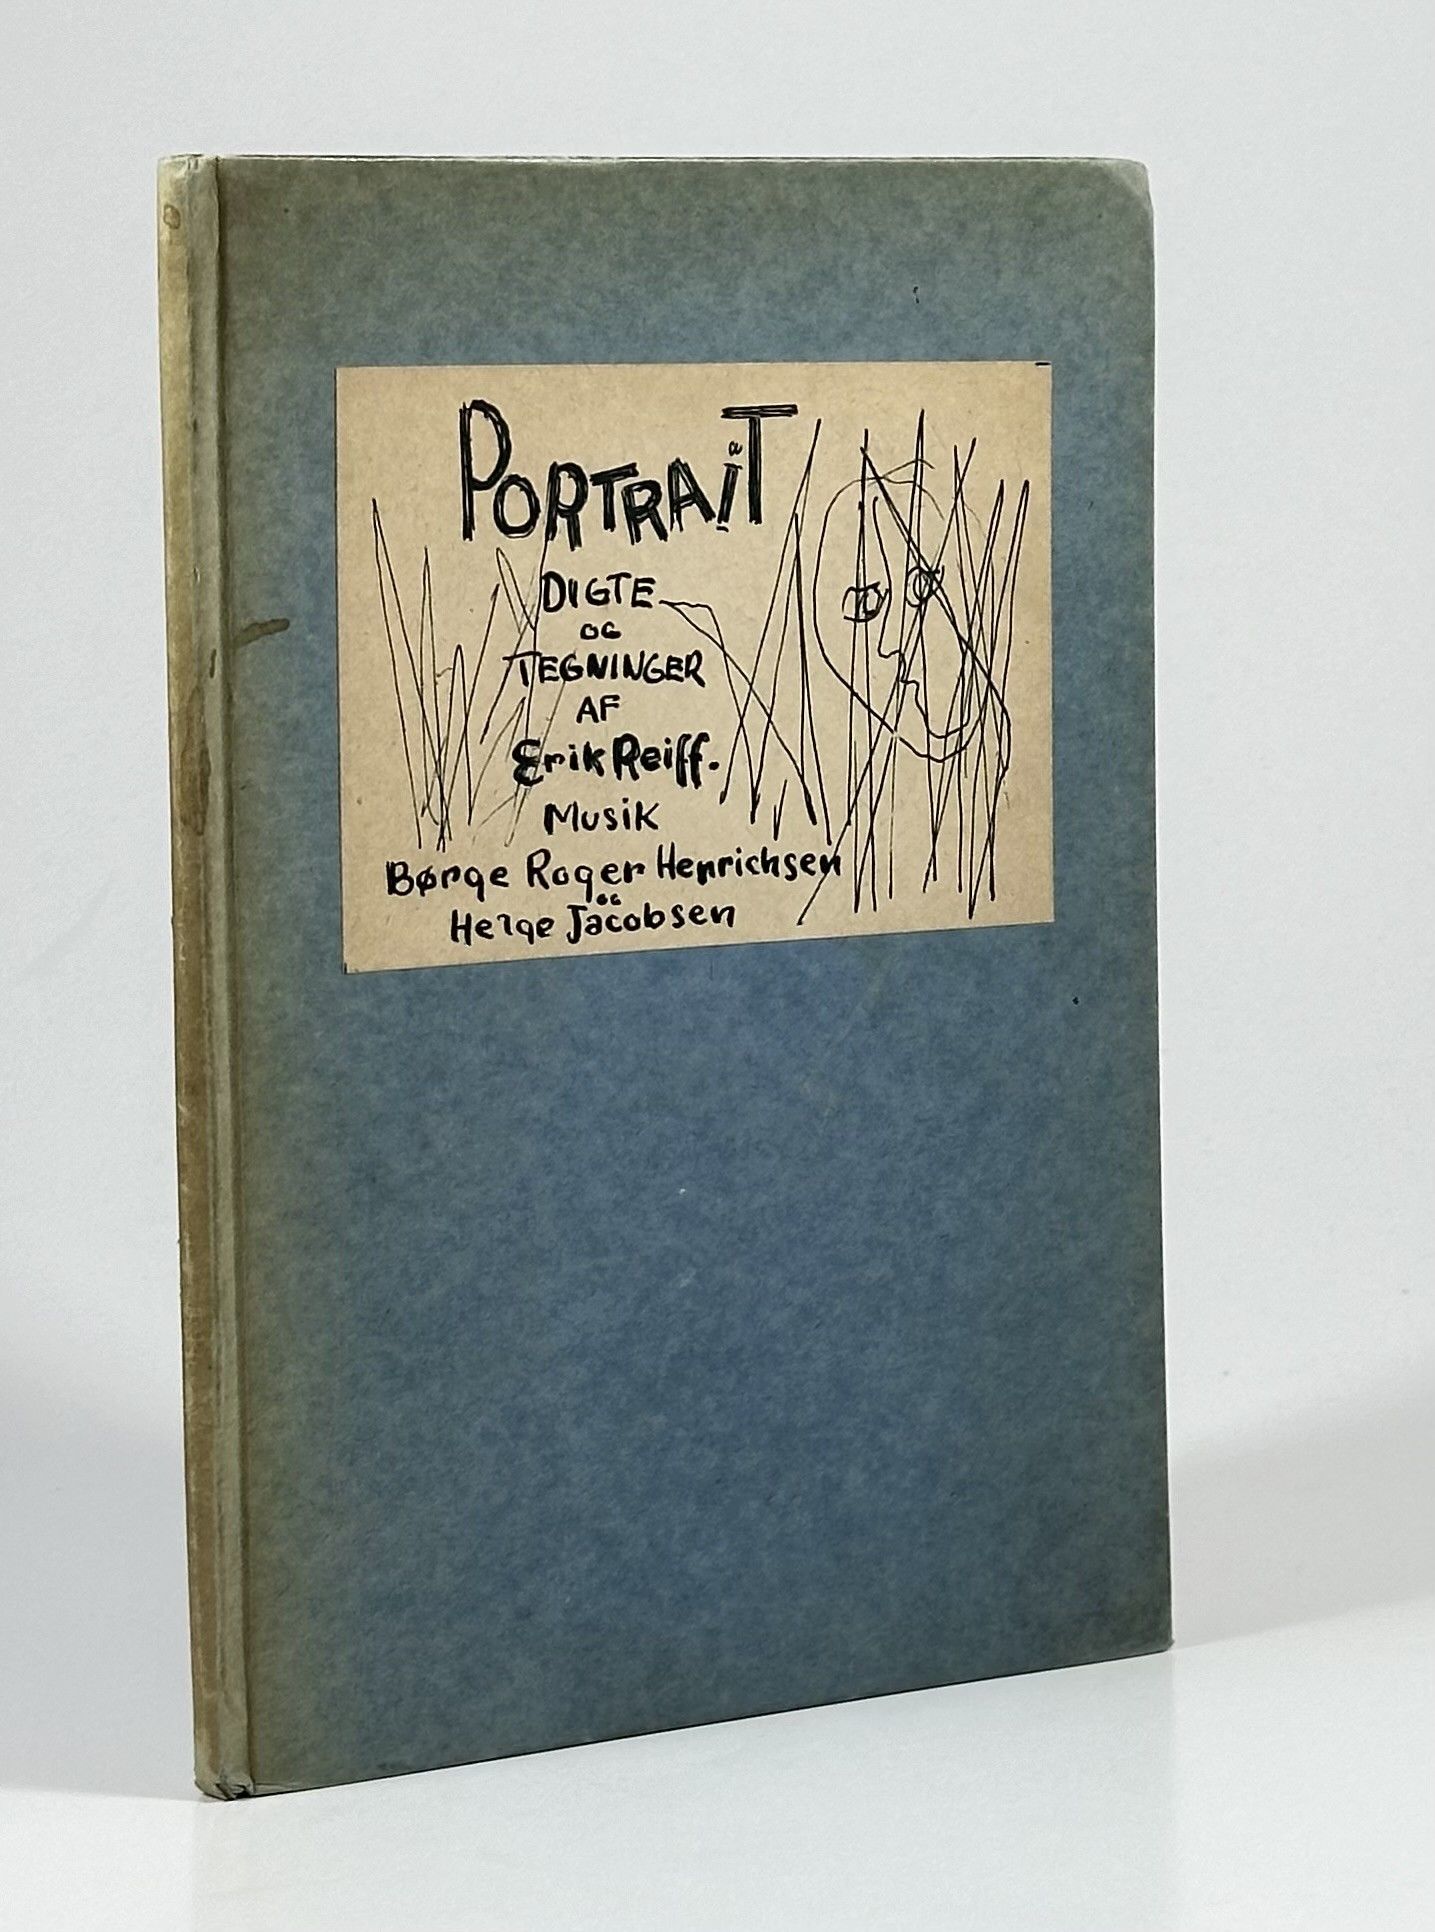 PORTRAiT
DIGTE
OG
TEGNINGER
AF
Erik Reiff.
Musik
Børge Roger Henrichsen
og
Helge Jacobsen